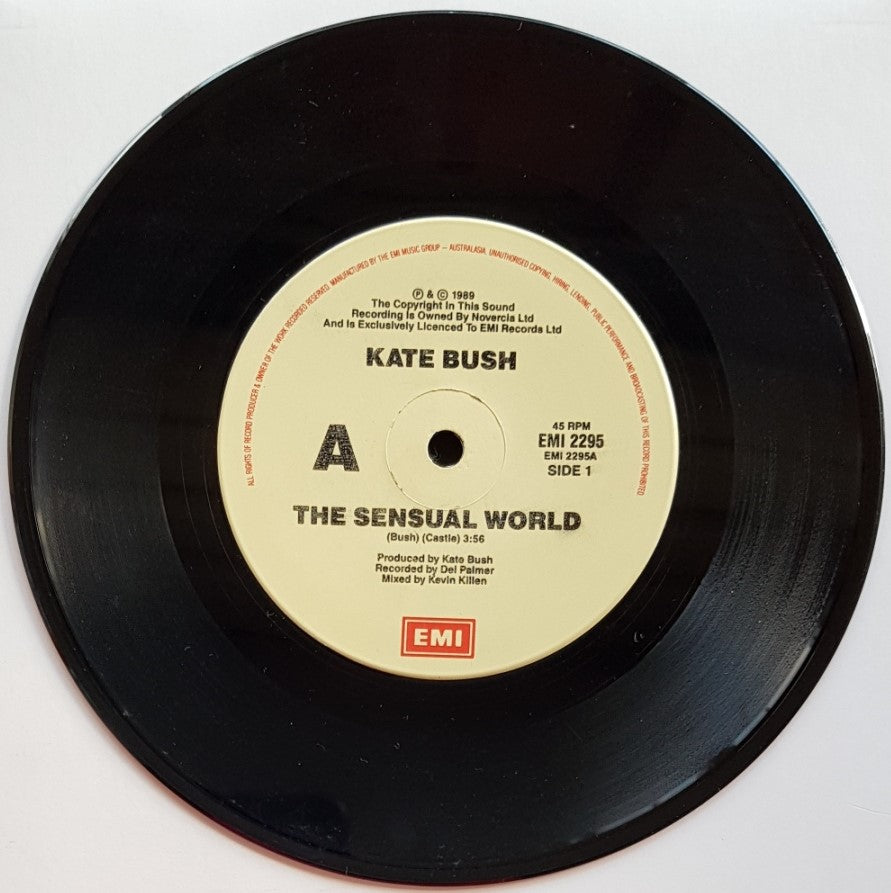 ALL RIGHTS OF RECORD PRODUCER & OWNER OF THE WORK RECORDED RESERVED. MANUFACTURED BY THE EMI MUSIC GROUP – AUSTRALASIA. UNAUTHORISED COPYING, HIRING, LENDING, PUBLIC PERFORMANCE AND BROADCASTING OF THIS RECORD PROHIBITED
℗ & © 1989
The Copyright In This Sound
Recording Is Owned By Novercia Ltd
And Is Exclusively Licenced To EMI Records Ltd
KATE BUSH
A
45 RPM
EMI 2295
EMI 2295A
SIDE 1
THE SENSUAL WORLD
(Bush) (Castle) 3:56
Produced by Kate Bush
Recorded by Del Palmer
Mixed by Kevin Killen
EMI